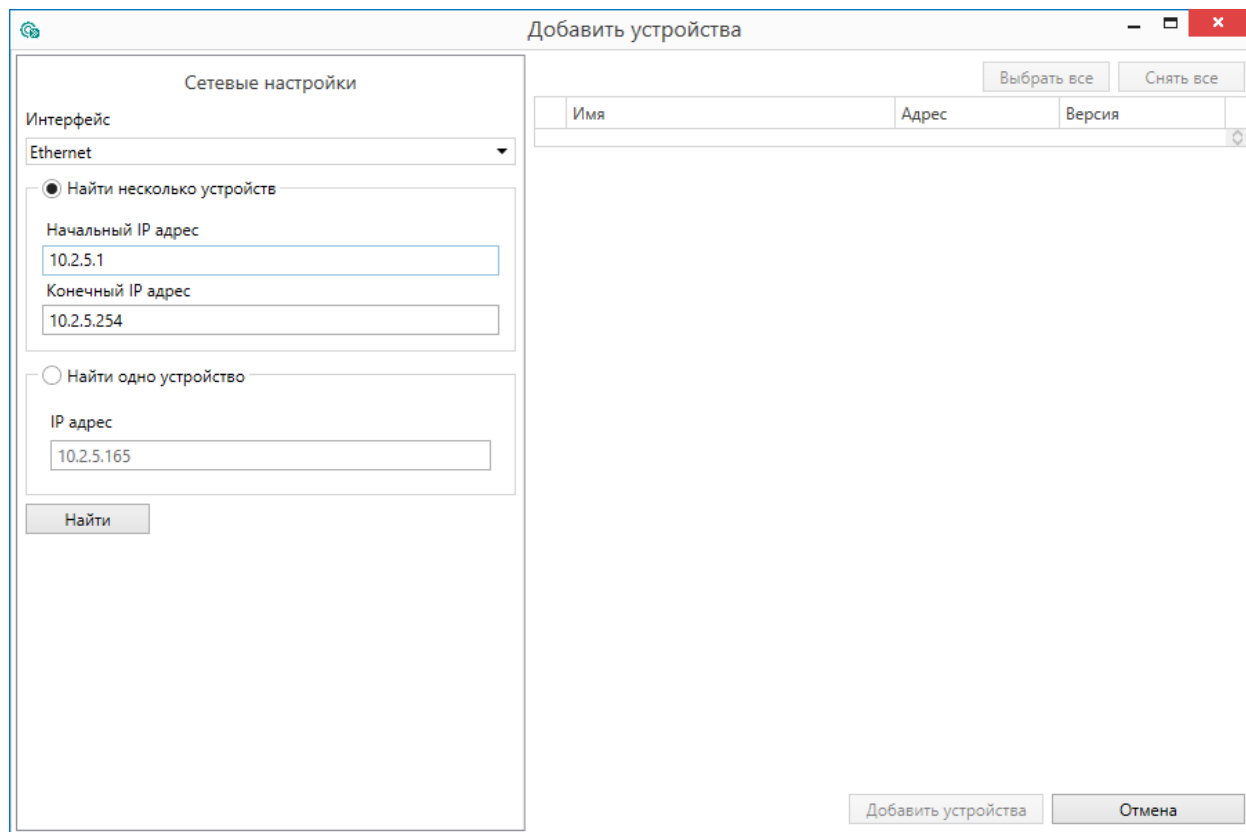 Добавить устройства
Сетевые настройки
Интерфейс
Ethernet
Найти несколько устройств
Начальный IP адрес
10.2.5.1
Конечный IP адрес
10.2.5.254
Найти одно устройство
IP адрес
10.2.5.165
Найти
Выбрать все Снять все
Имя Адрес Версия
Добавить устройства Отмена